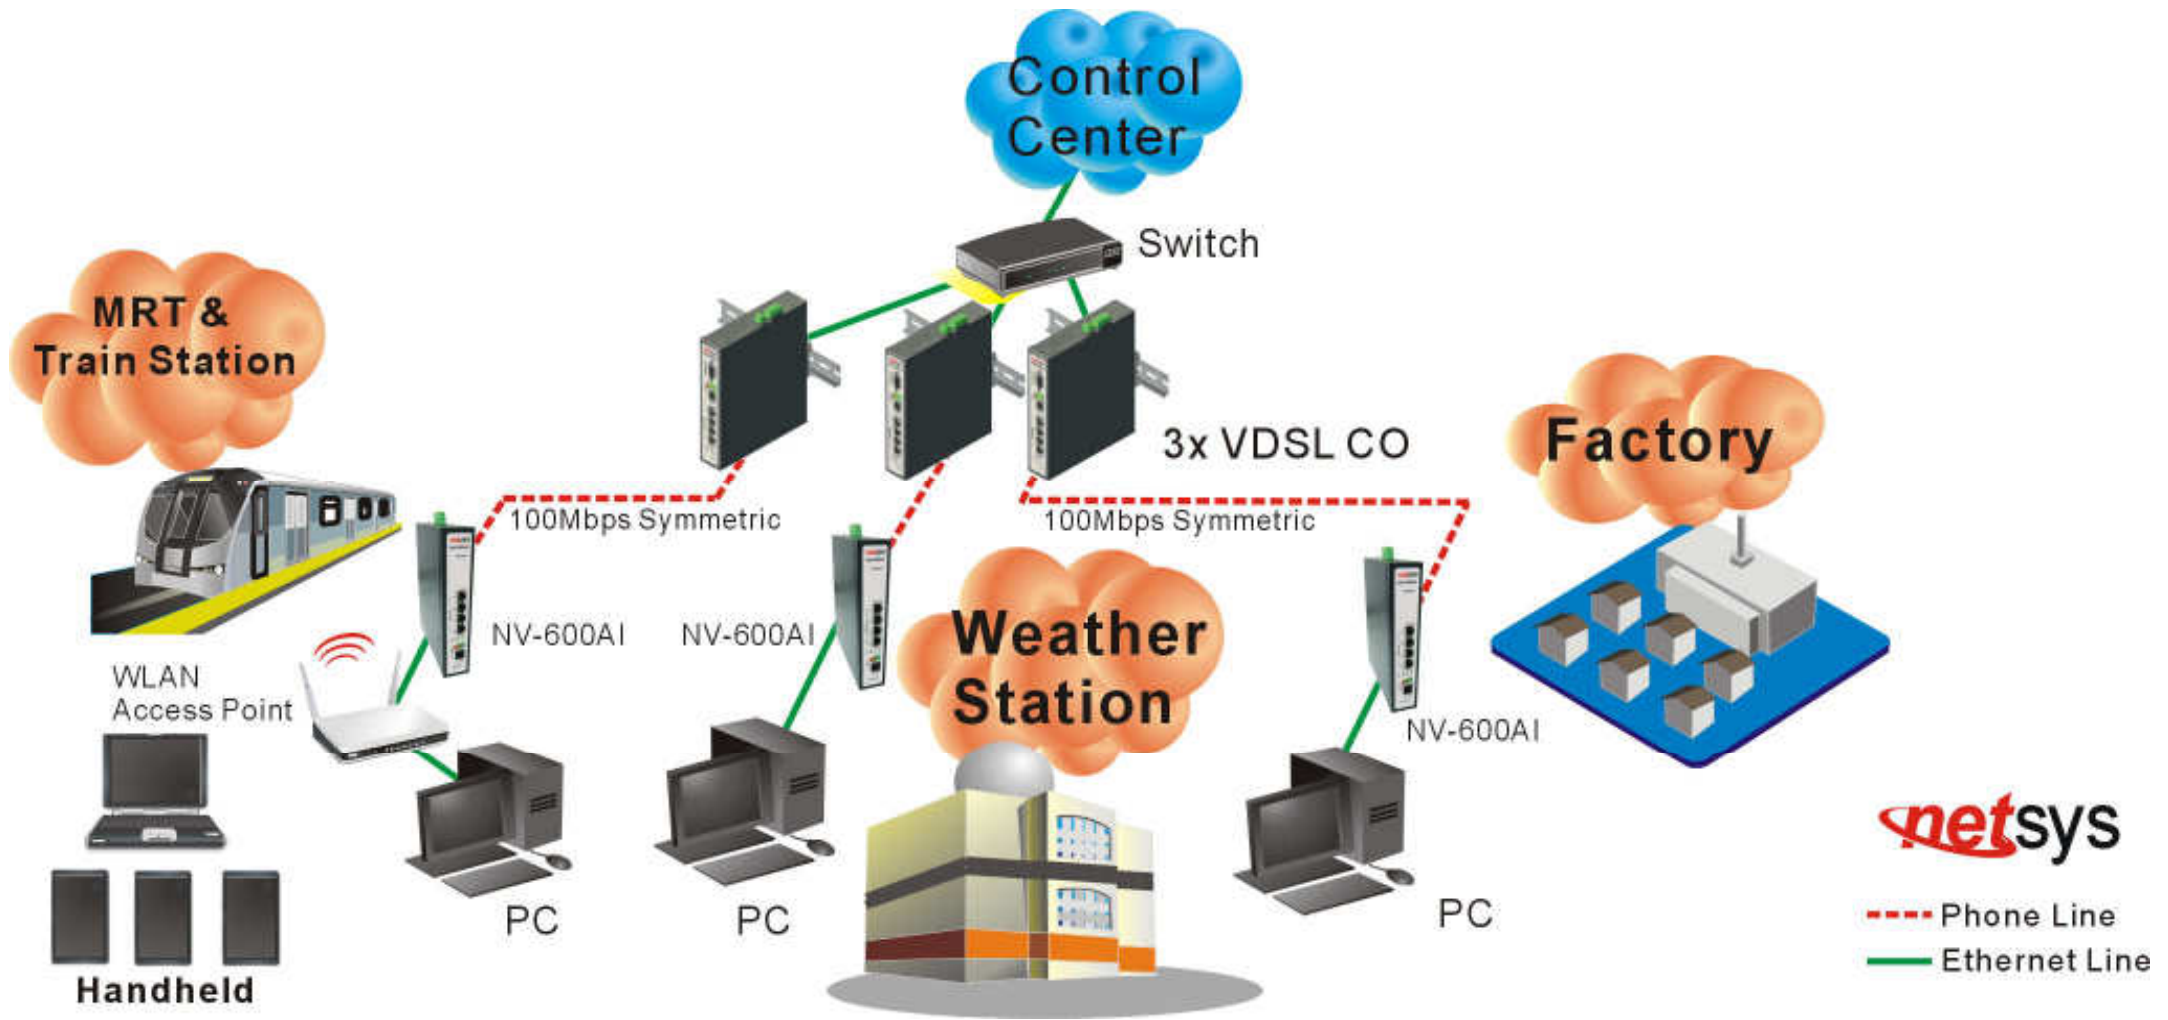 Control
Center
Switch
MRT &
Train Station
3x VDSL CO
Factory
100Mbps Symmetric
100Mbps Symmetric
NV-600AI
NV-600AI
Weather
Station
WLAN
Access Point
NV-600AI
netsys
PC
PC
PC
Phone Line
Ethernet Line
Handheld